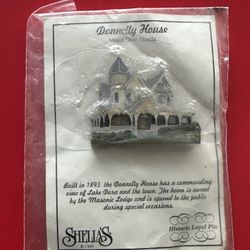 Donnelly House
Mount Dora, Florida
Built in 1893, the Donnelly House has a commanding
view of Lake Dora and the town. The home is owned
by the Masonic Lodge and is opened to the public
during special occasions.
SHELIA'S
Historic Lapel Pin